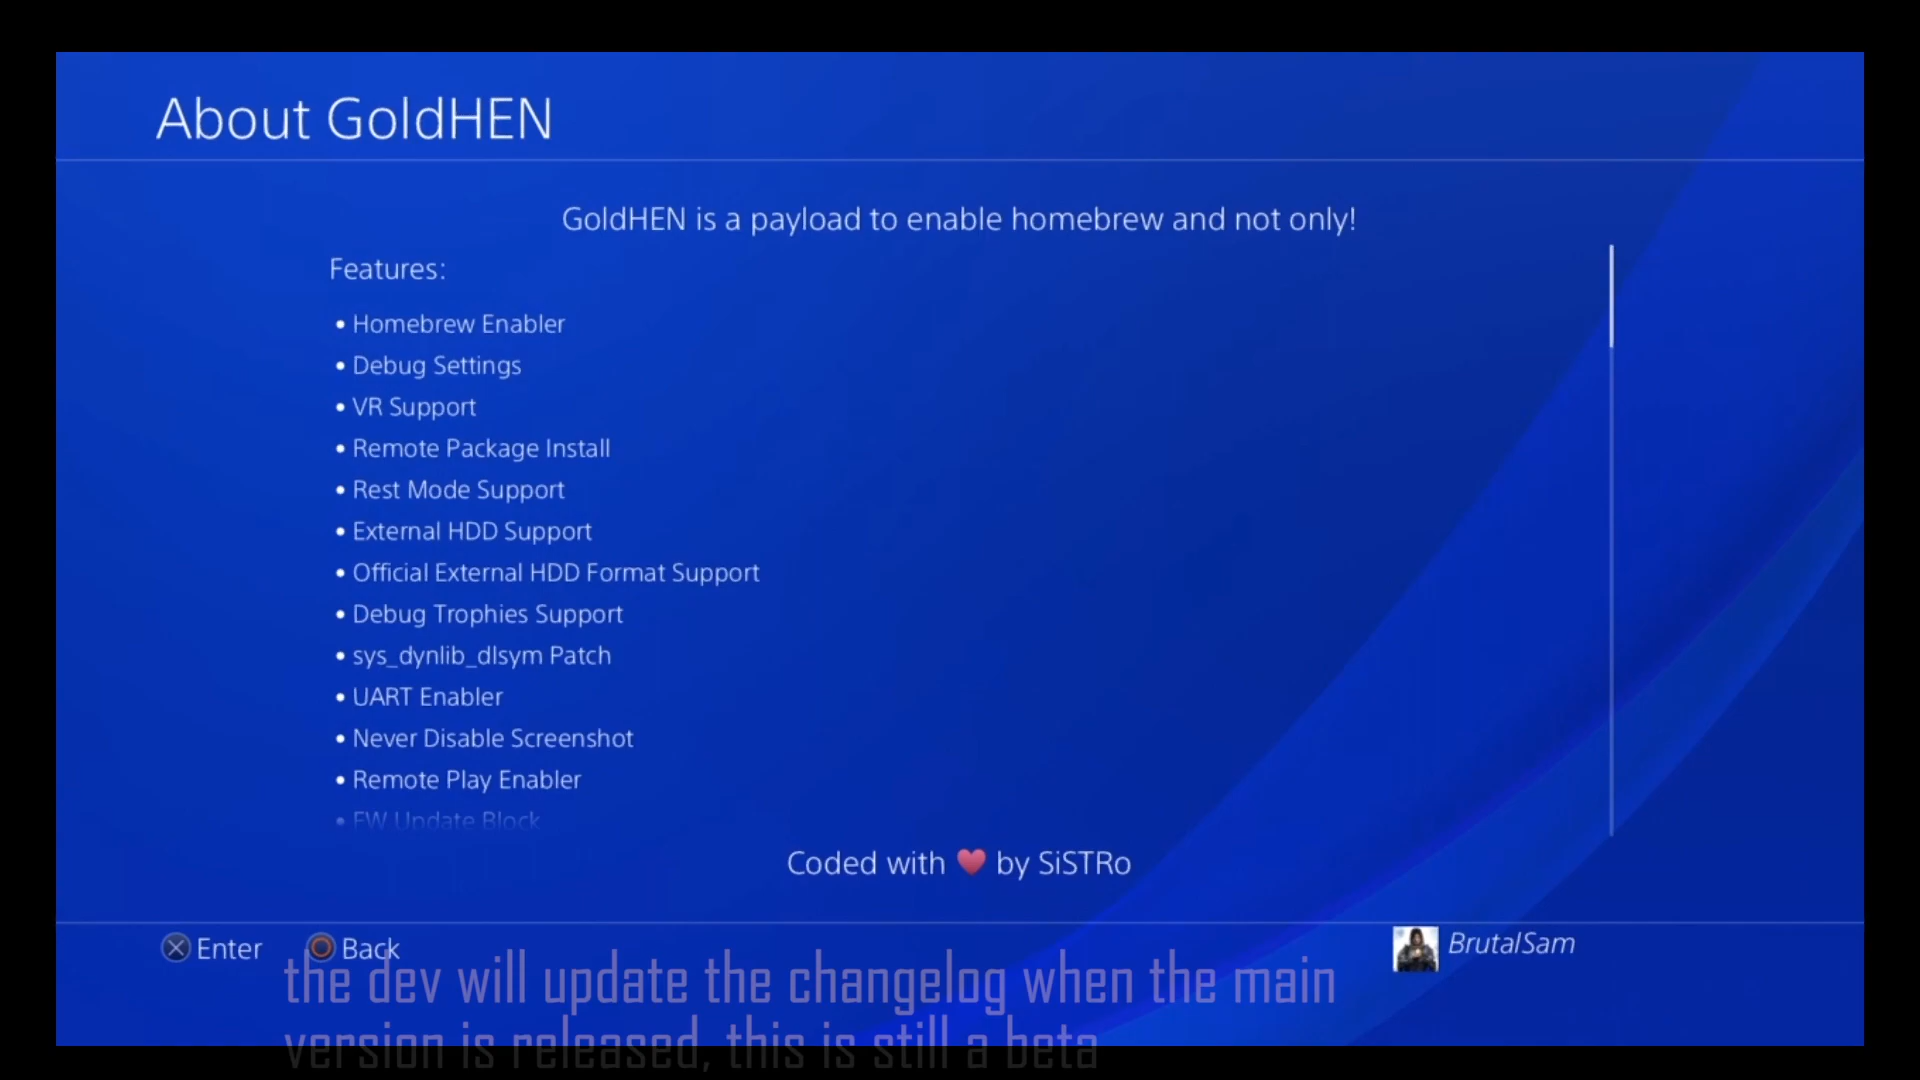 About GoldHEN
GoldHEN is a payload to enable homebrew and not only!
Features:
• Homebrew Enabler
• Debug Settings
• VR Support
• Remote Package Install
• Rest Mode Support
• External HDD Support
• Official External HDD Format Support
• Debug Trophies Support
• sys_dynlib_dlsym Patch
• UART Enabler
• Never Disable Screenshot
• Remote Play Enabler
• FW Update Block
Coded with ❤ by SiSTRo
Enter Back
BrutalSam
the dev will update the changelog when the main
version is released, this is still a beta